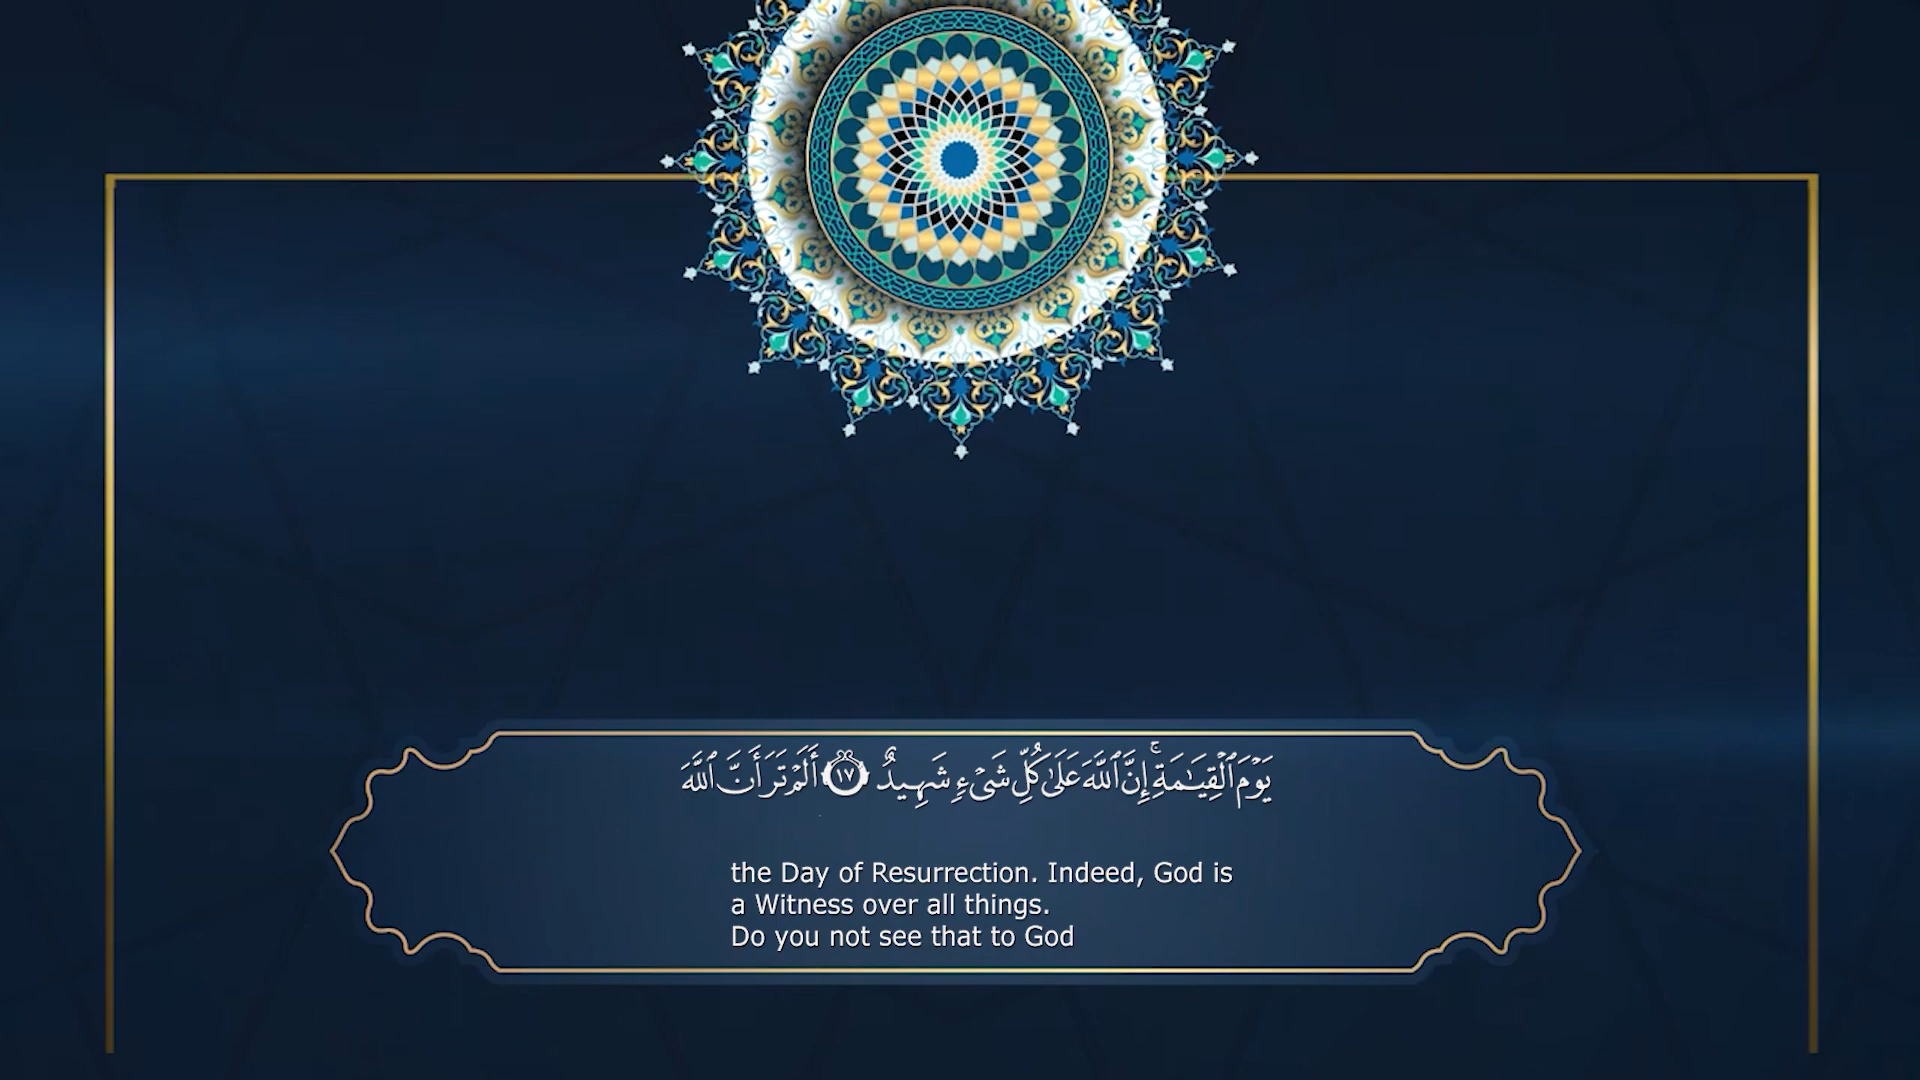 يَوْمَ ٱلْقِيَـٰمَةِ ۚ إِنَّ ٱللَّهَ عَلَىٰ كُلِّ شَىْءٍ شَهِيدٌ ١٧ أَلَمْ تَرَ أَنَّ ٱللَّهَ
the Day of Resurrection. Indeed, God is
a Witness over all things.
Do you not see that to God